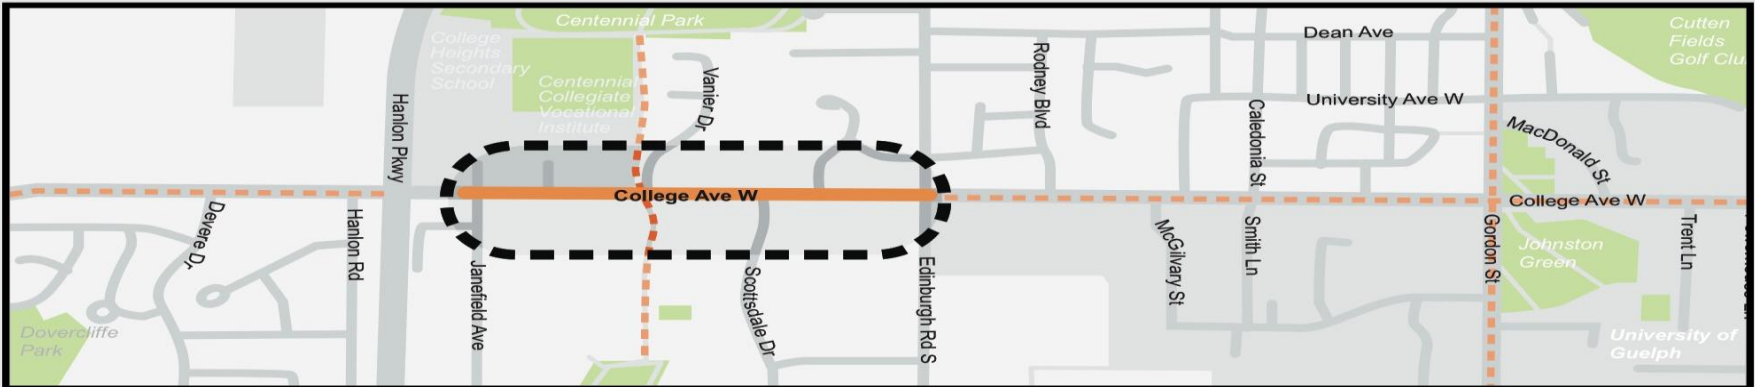 Centennial Park
College
Heights
Secondary
School
Centennial
Collegiate
Vocational
Institute
Vanier Dr
Hanlon Pkwy
Rodney Blvd
Dean Ave
University Ave W
Caledonia St
Cutten
Fields
Golf Clu
MacDonald St
College Ave W
College Ave W
Devere Dr
Hanlon Rd
Janefield Ave
Scottsdale Dr
Edinburgh Rd S
McGilvary St
Smith Ln
Gordon St
Johnston
Green
Trent Ln
Dovercliffe
Park
University of
Guelph